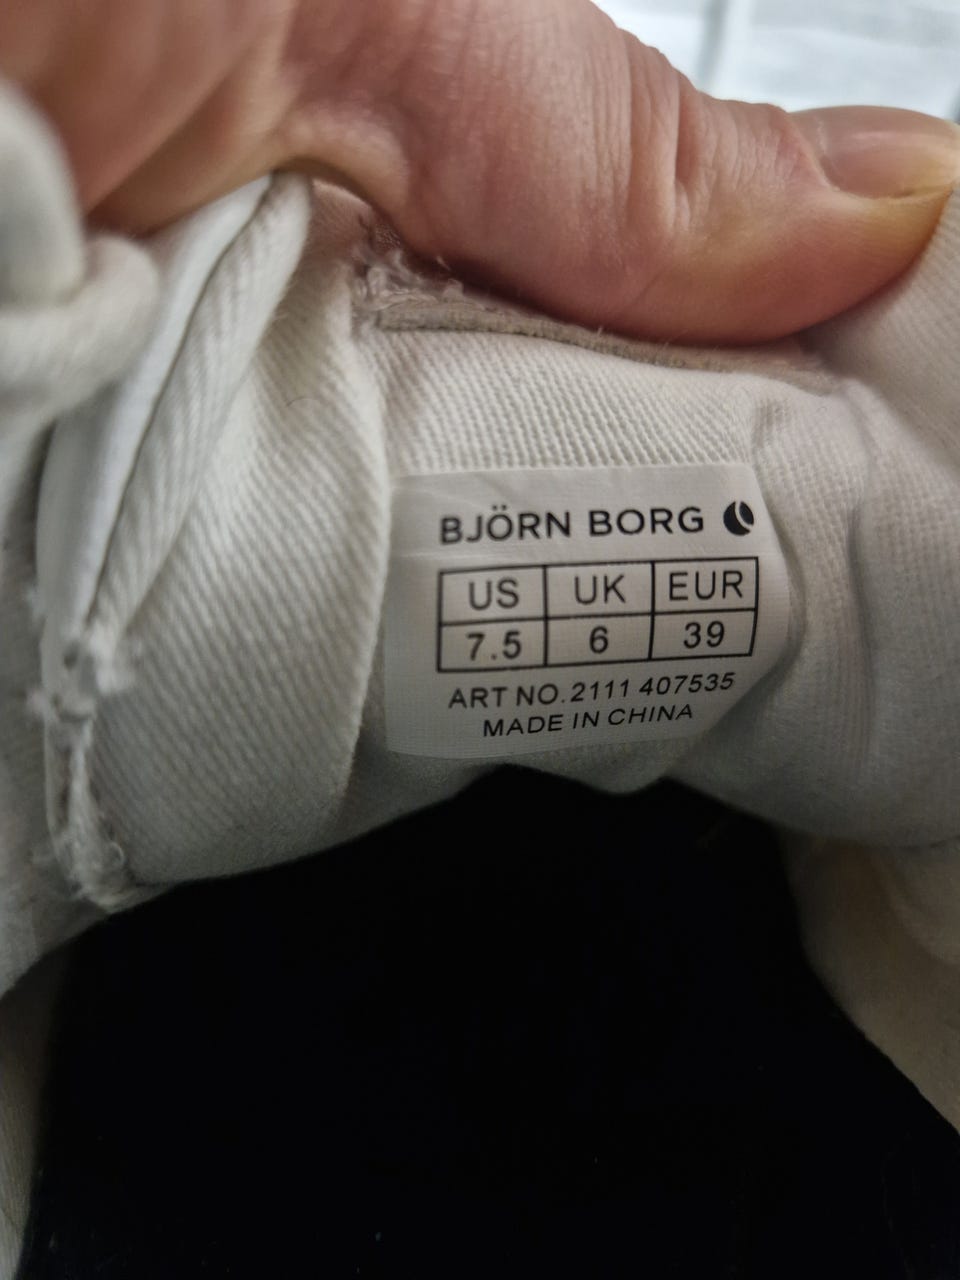 BJÖRN BORG
US UK EUR
7.5 6 39
ART NO. 2111 407535
MADE IN CHINA